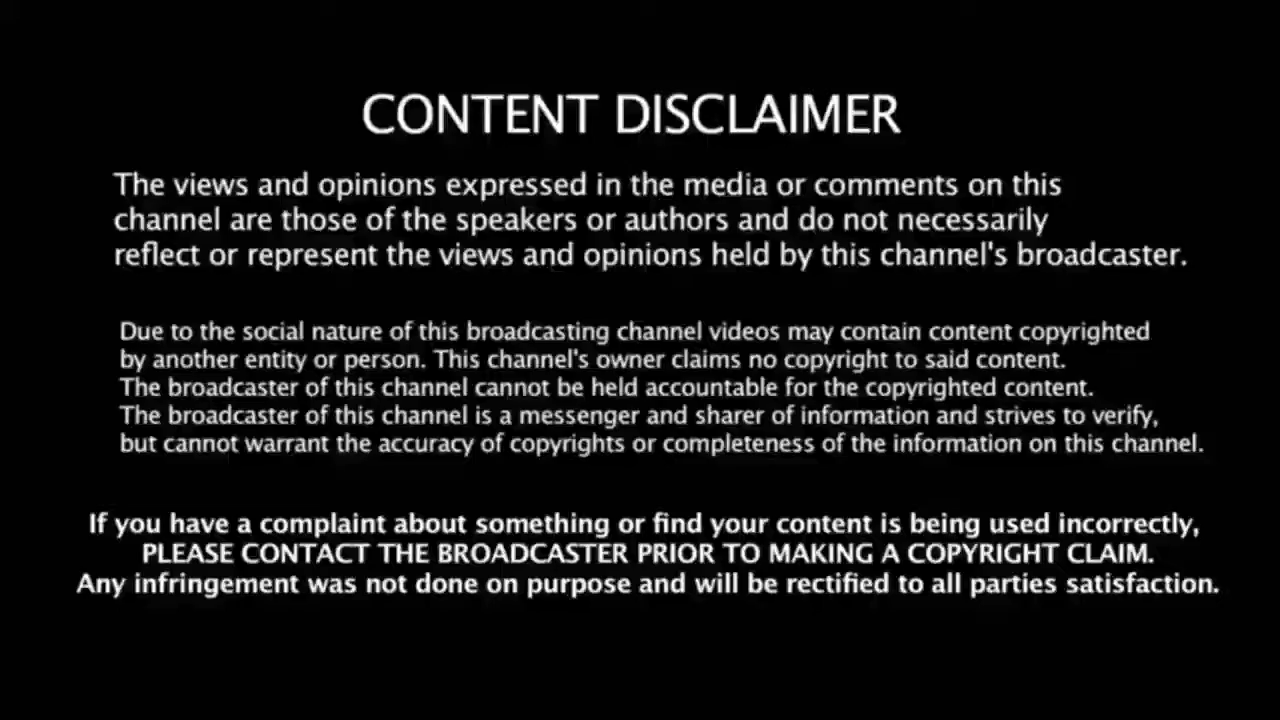 CONTENT DISCLAIMER
The views and opinions expressed in the media or comments on this
channel are those of the speakers or authors and do not necessarily
reflect or represent the views and opinions held by this channel's broadcaster.
Due to the social nature of this broadcasting channel videos may contain content copyrighted
by another entity or person. This channel's owner claims no copyright to said content.
The broadcaster of this channel cannot be held accountable for the copyrighted content.
The broadcaster of this channel is a messenger and sharer of information and strives to verify,
but cannot warrant the accuracy of copyrights or completeness of the information on this channel.
If you have a complaint about something or find your content is being used incorrectly,
PLEASE CONTACT THE BROADCASTER PRIOR TO MAKING A COPYRIGHT CLAIM.
Any infringement was not done on purpose and will be rectified to all parties satisfaction.